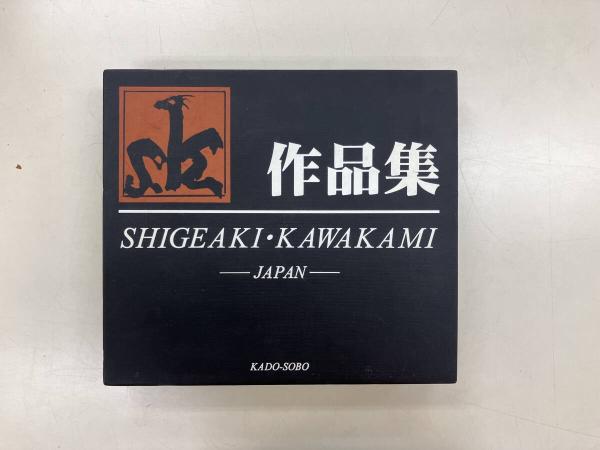 作品集
SHIGEAKI・KAWAKAMI
— JAPAN —
KADO-SOBO